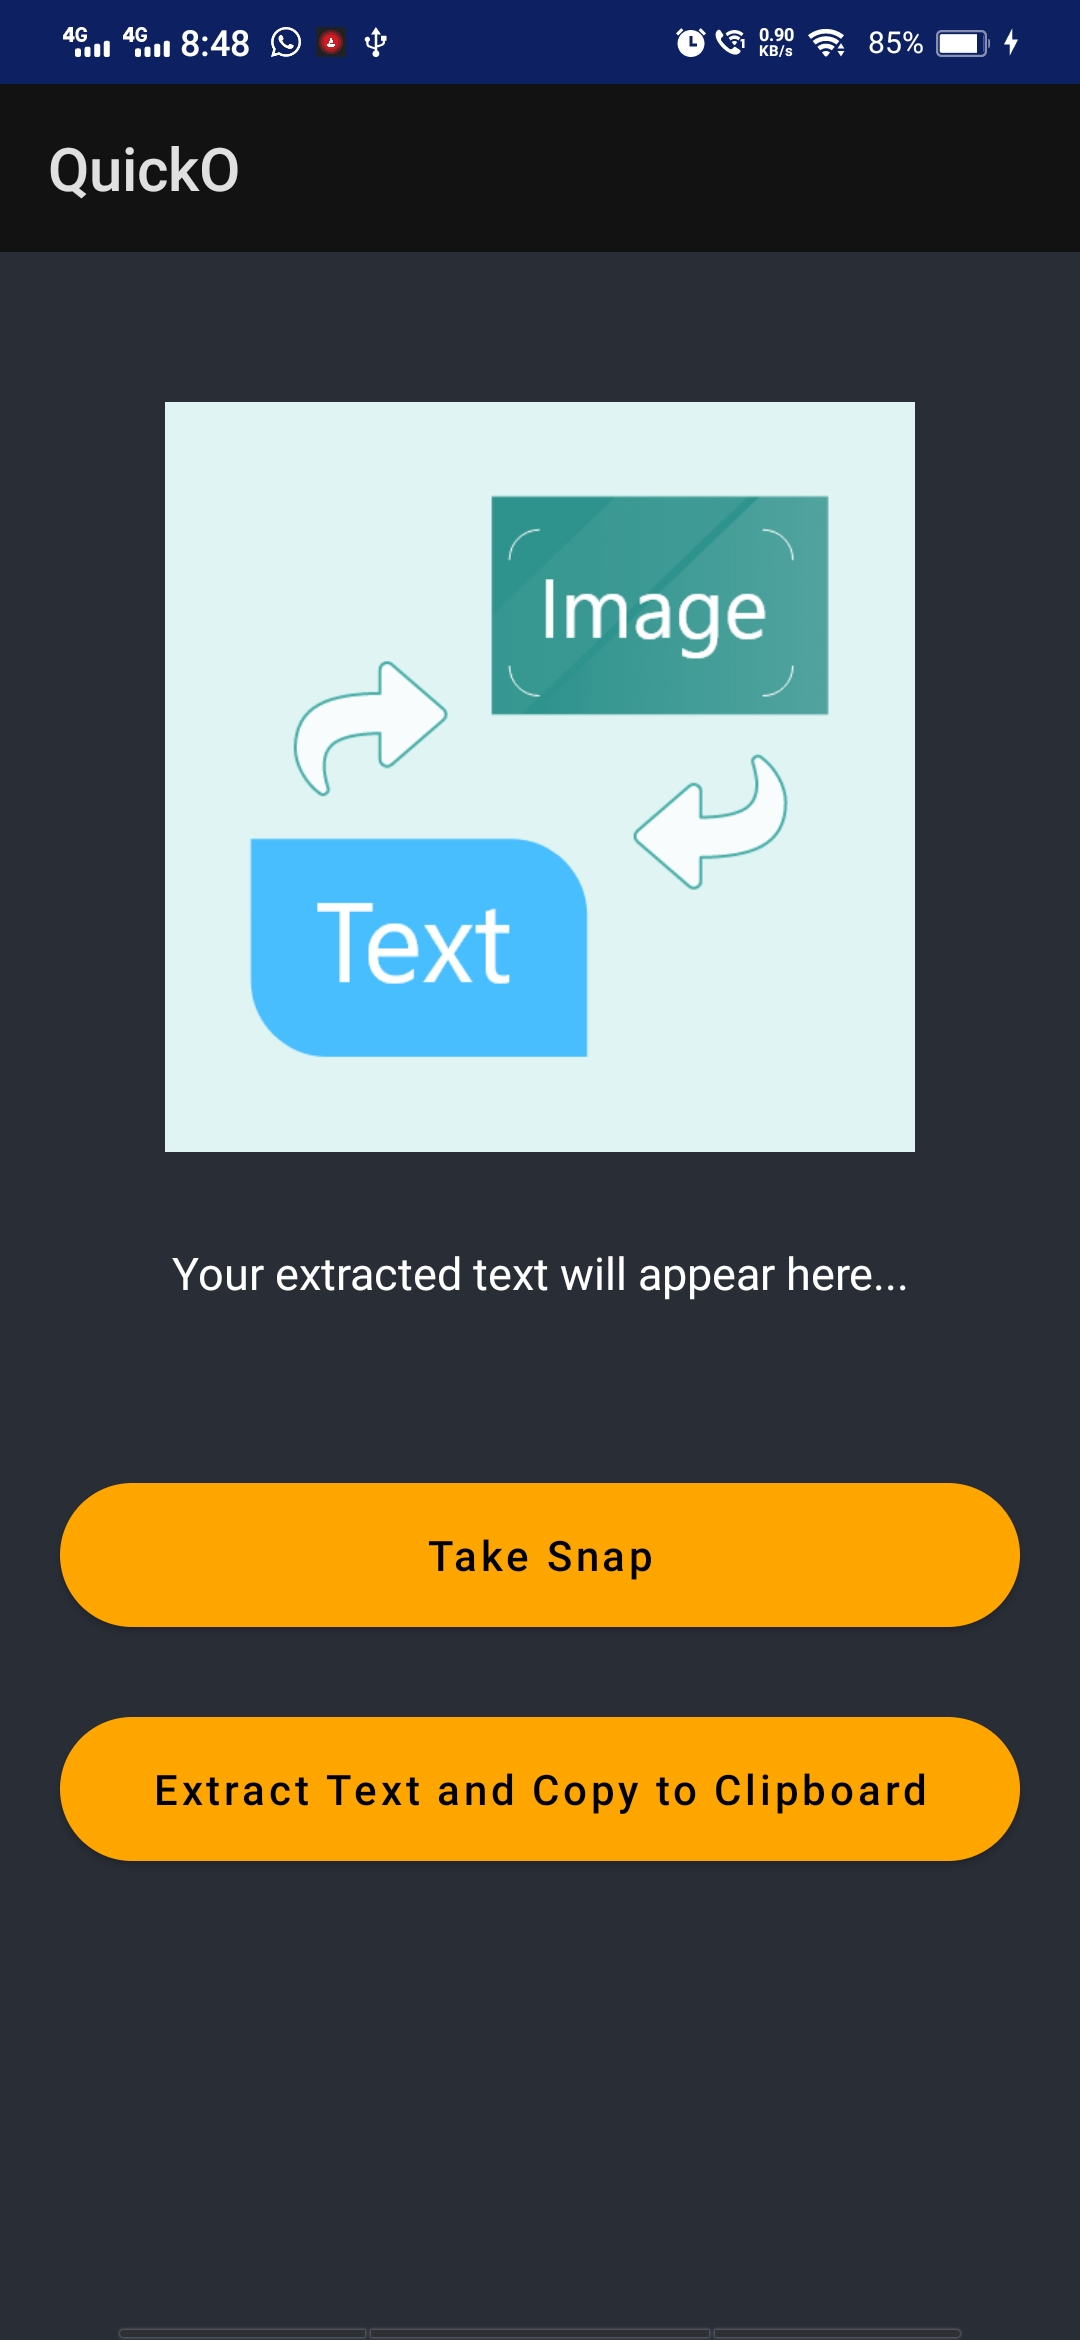 4G 4G 8:48 0.90 KB/s 85%
QuickO
Image
Text
Your extracted text will appear here...
Take Snap
Extract Text and Copy to Clipboard